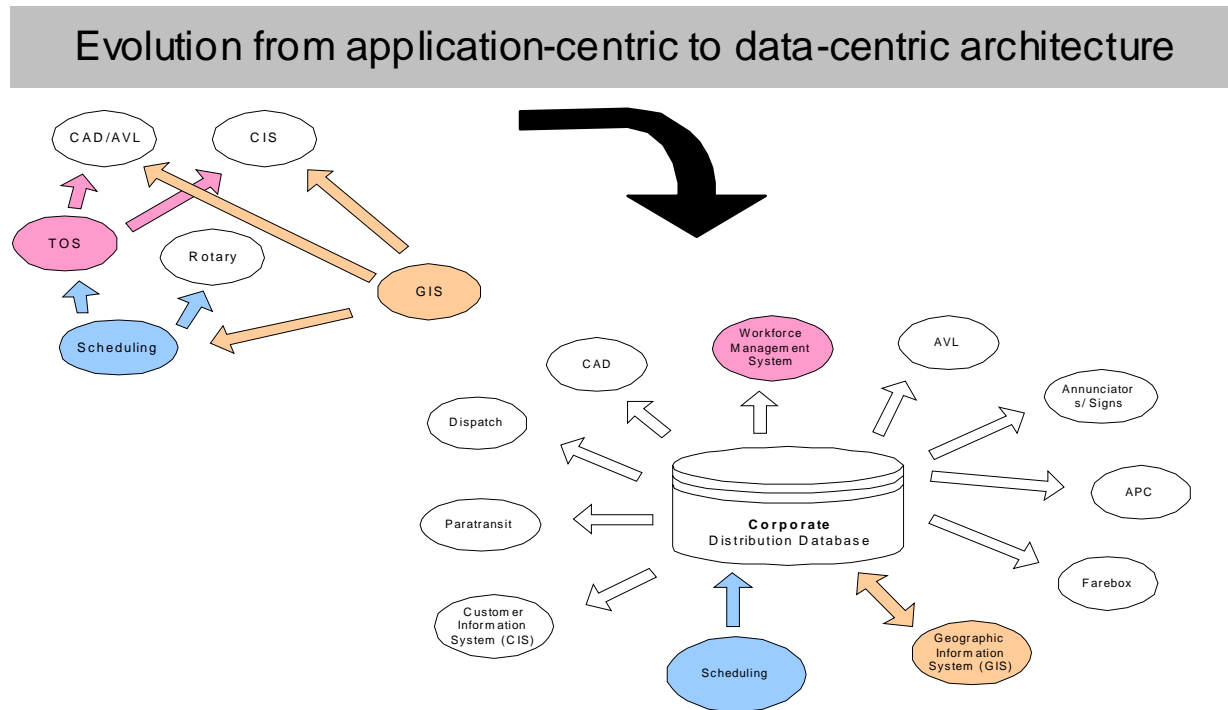 Evolution from application-centric to data-centric architecture
CAD/AVL
CIS
TOS
Rotary
GIS
Scheduling
Workforce
Management
System
AVL
CAD
Annunciator
s/Signs
Dispatch
APC
Paratransit
Corporate
Distribution Database
Farebox
Customer
Information
System (CIS)
Scheduling
Geographic
Information
System (GIS)